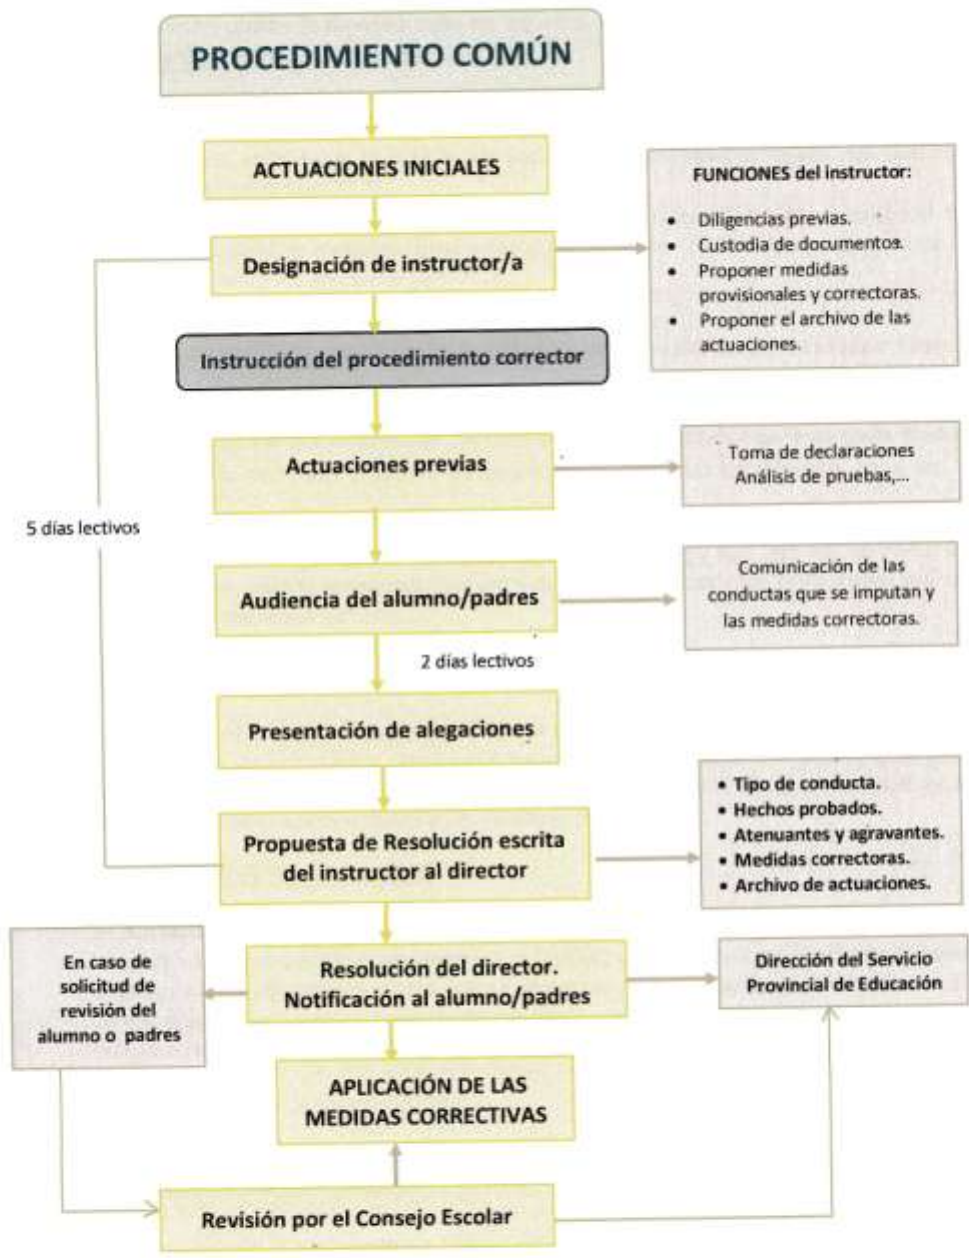 PROCEDIMIENTO COMÚN
ACTUACIONES INICIALES
FUNCIONES del instructor:
• Diligencias previas.
• Custodia de documentos.
• Proponer medidas
provisionales y correctoras.
• Proponer el archivo de las
actuaciones.
Designación de instructor/a
Instrucción del procedimiento corrector
Actuaciones previas
Toma de declaraciones
Análisis de pruebas,...
5 días lectivos
Audiencia del alumno/padres
Comunicación de las
conductas que se imputan y
las medidas correctoras.
2 días lectivos
Presentación de alegaciones
Propuesta de Resolución escrita
del instructor al director
• Tipo de conducta.
• Hechos probados.
• Atenuantes y agravantes.
• Medidas correctoras.
• Archivo de actuaciones.
En caso de
solicitud de
revisión del
alumno o padres
Resolución del director.
Notificación al alumno/padres
Dirección del Servicio
Provincial de Educación
APLICACIÓN DE LAS
MEDIDAS CORRECTIVAS
Revisión por el Consejo Escolar